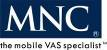 MNC
the mobile VAS specialist™